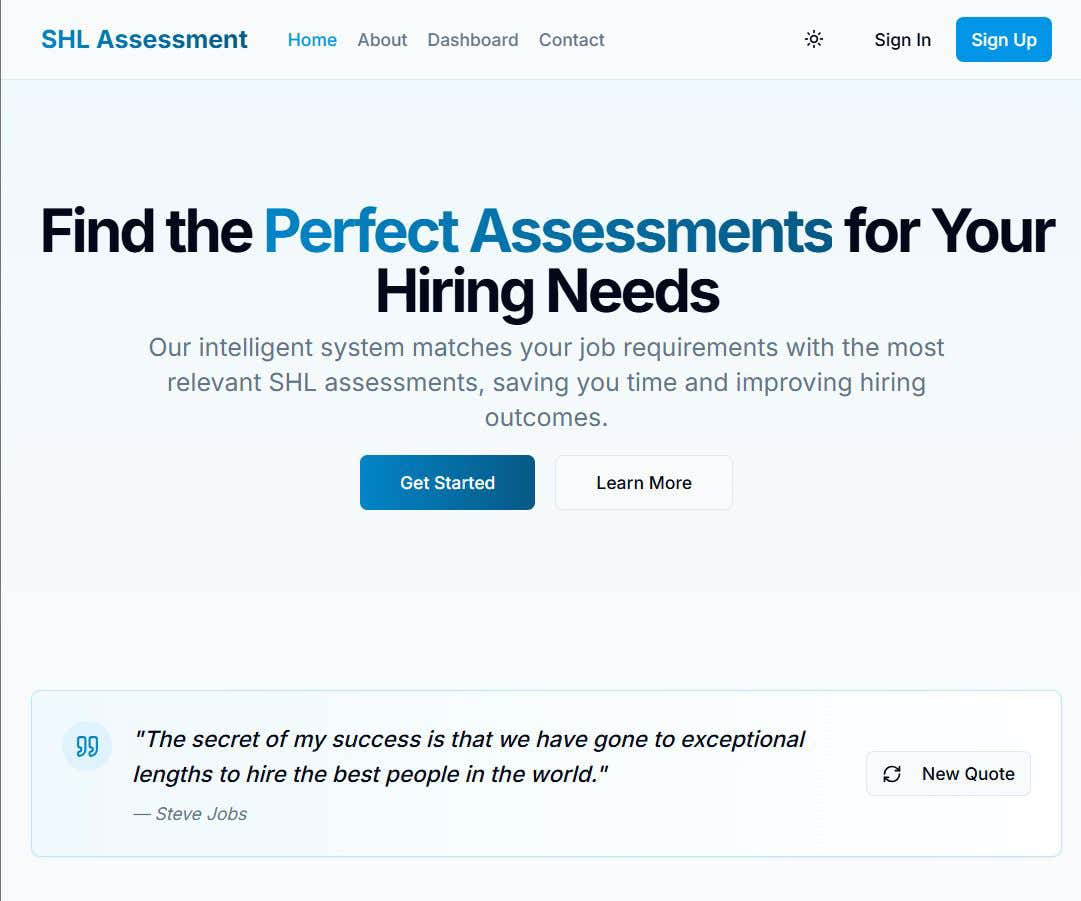 SHL Assessment Home About Dashboard Contact Sign In Sign Up
Find the Perfect Assessments for Your
Hiring Needs
Our intelligent system matches your job requirements with the most
relevant SHL assessments, saving you time and improving hiring
outcomes.
Get Started Learn More
"The secret of my success is that we have gone to exceptional
lengths to hire the best people in the world."
New Quote
— Steve Jobs